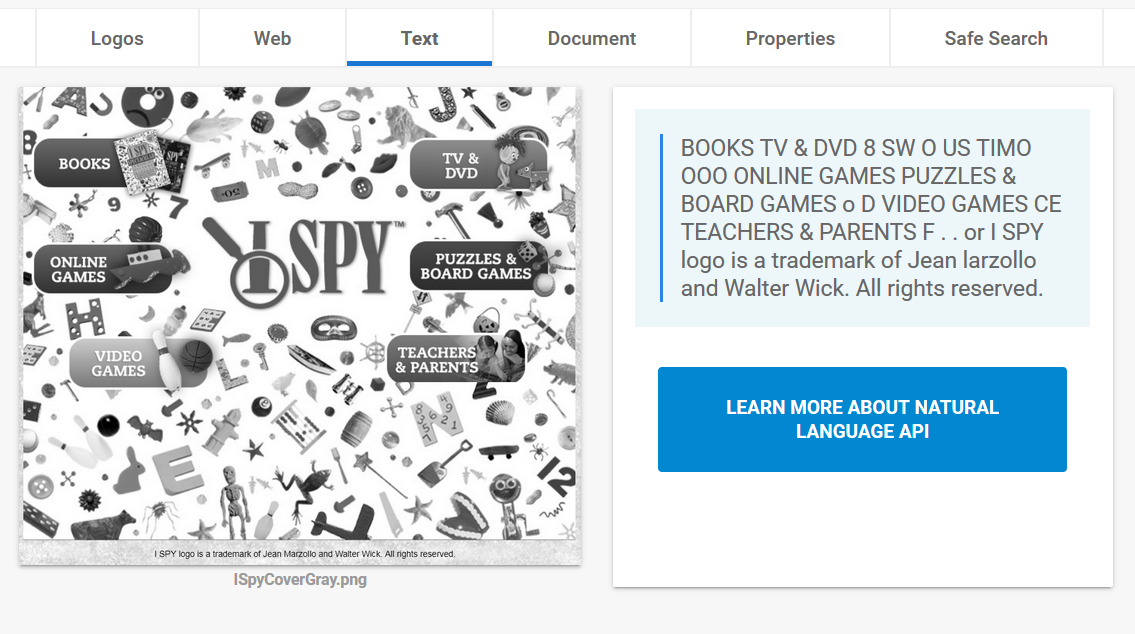 Logos
Web
Text
Document
Properties
Safe Search
BOOKS
I SPY
TV &
DVD
ONLINE
GAMES
I SPY™
PUZZLES &
BOARD GAMES
VIDEO
GAMES
TEACHERS
& PARENTS
I SPY logo is a trademark of Jean Marzollo and Walter Wick. All rights reserved.
ISpyCoverGray.png
BOOKS TV & DVD 8 SW O US TIMO
OOO ONLINE GAMES PUZZLES &
BOARD GAMES o D VIDEO GAMES CE
TEACHERS & PARENTS F . . or I SPY
logo is a trademark of Jean larzollo
and Walter Wick. All rights reserved.
LEARN MORE ABOUT NATURAL
LANGUAGE API